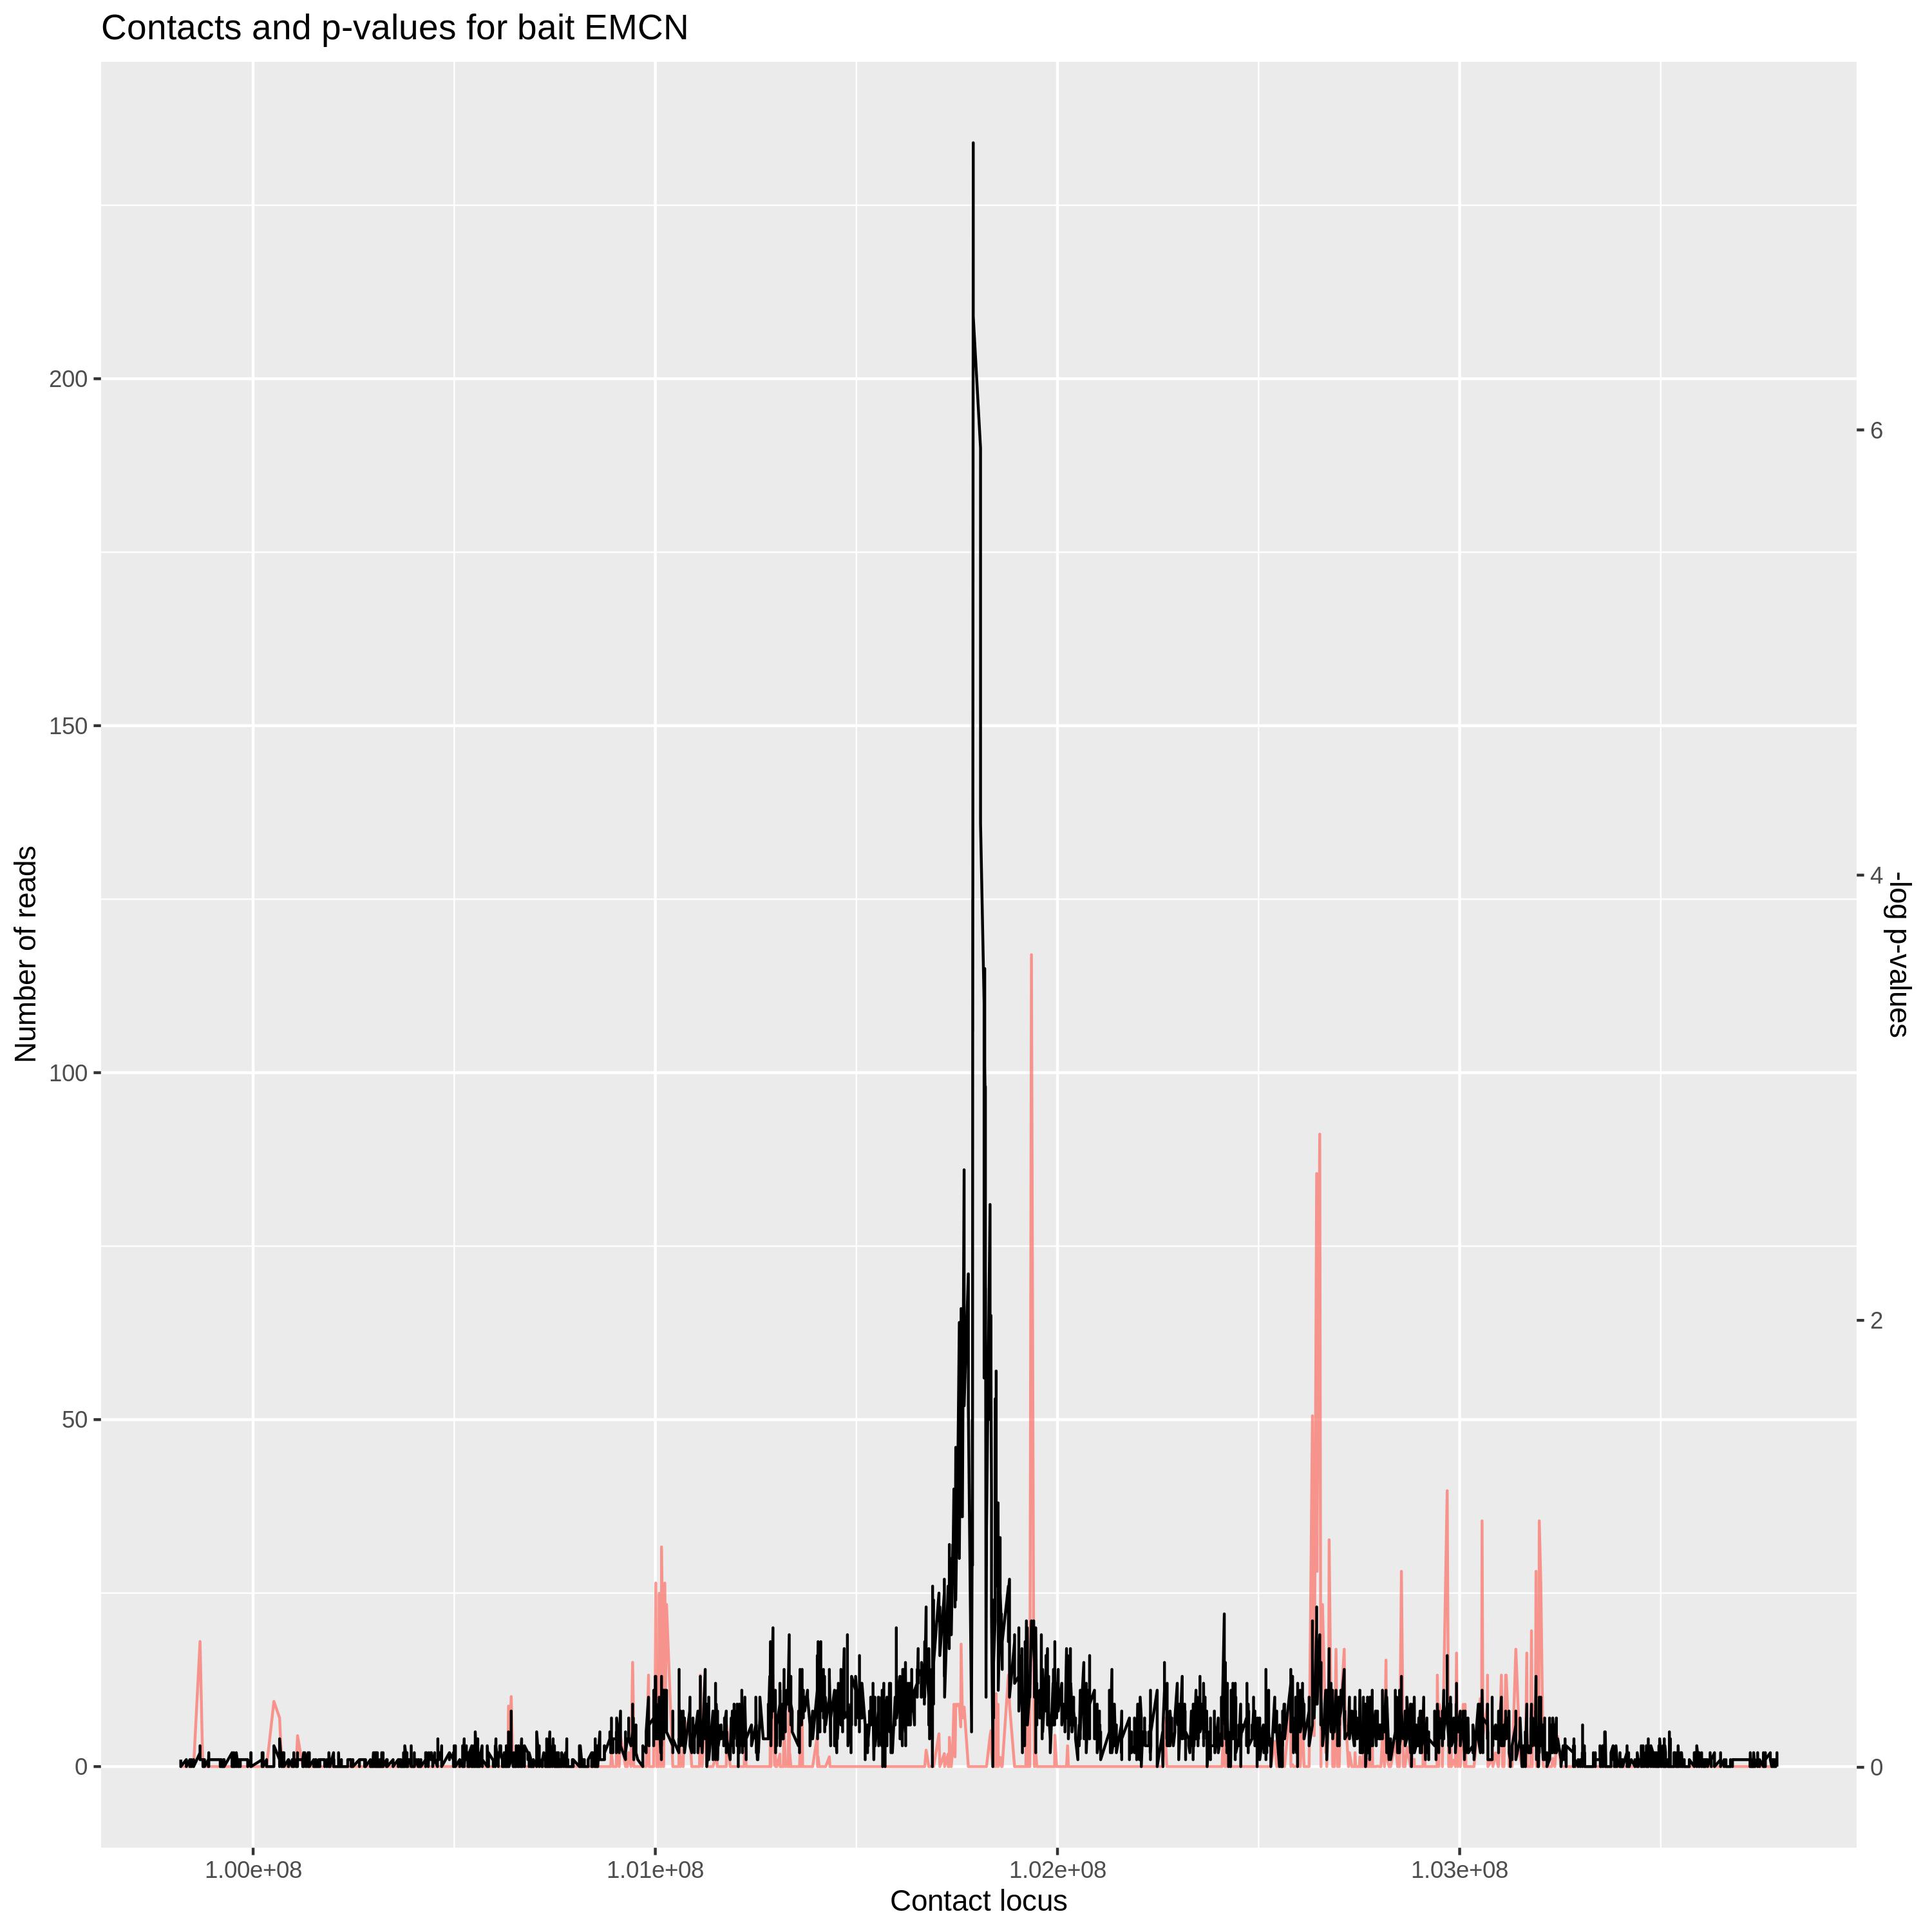 Contacts and p-values for bait EMCN
Number of reads
200
150
100
50
0
6
4
2
0
-log p-values
1.00e+08
1.01e+08
1.02e+08
1.03e+08
Contact locus